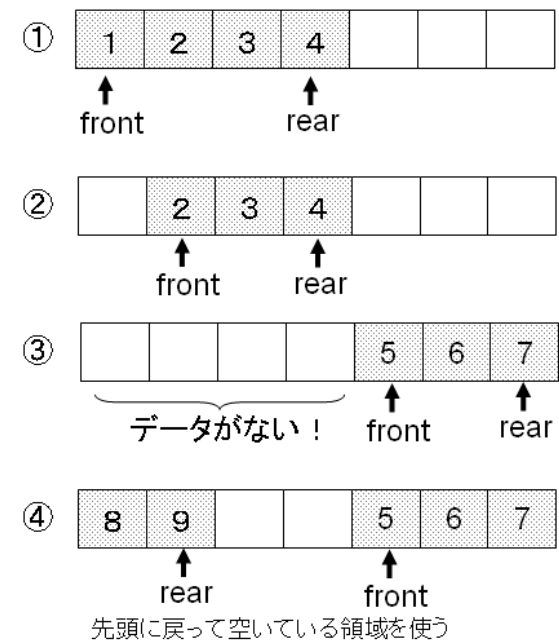 ① 1 2 3 4
front rear
② 2 3 4
front rear
③ 5 6 7
データがない! front rear
④ 8 9 5 6 7
rear front
先頭に戻って空いている領域を使う